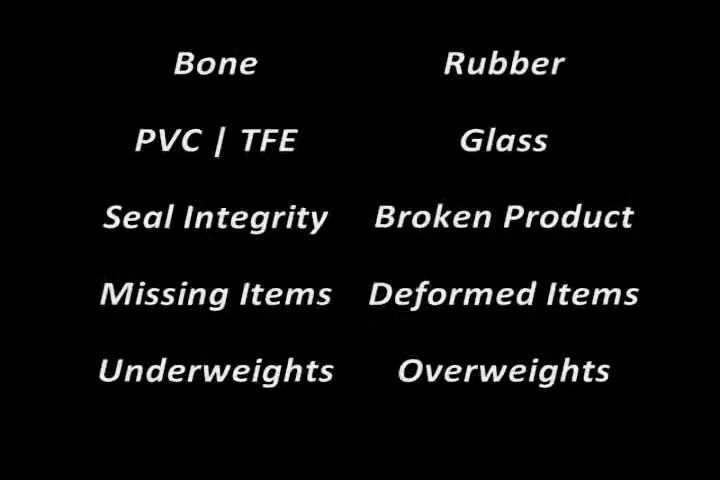 Bone Rubber
PVC | TFE Glass
Seal Integrity Broken Product
Missing Items Deformed Items
Underweights Overweights